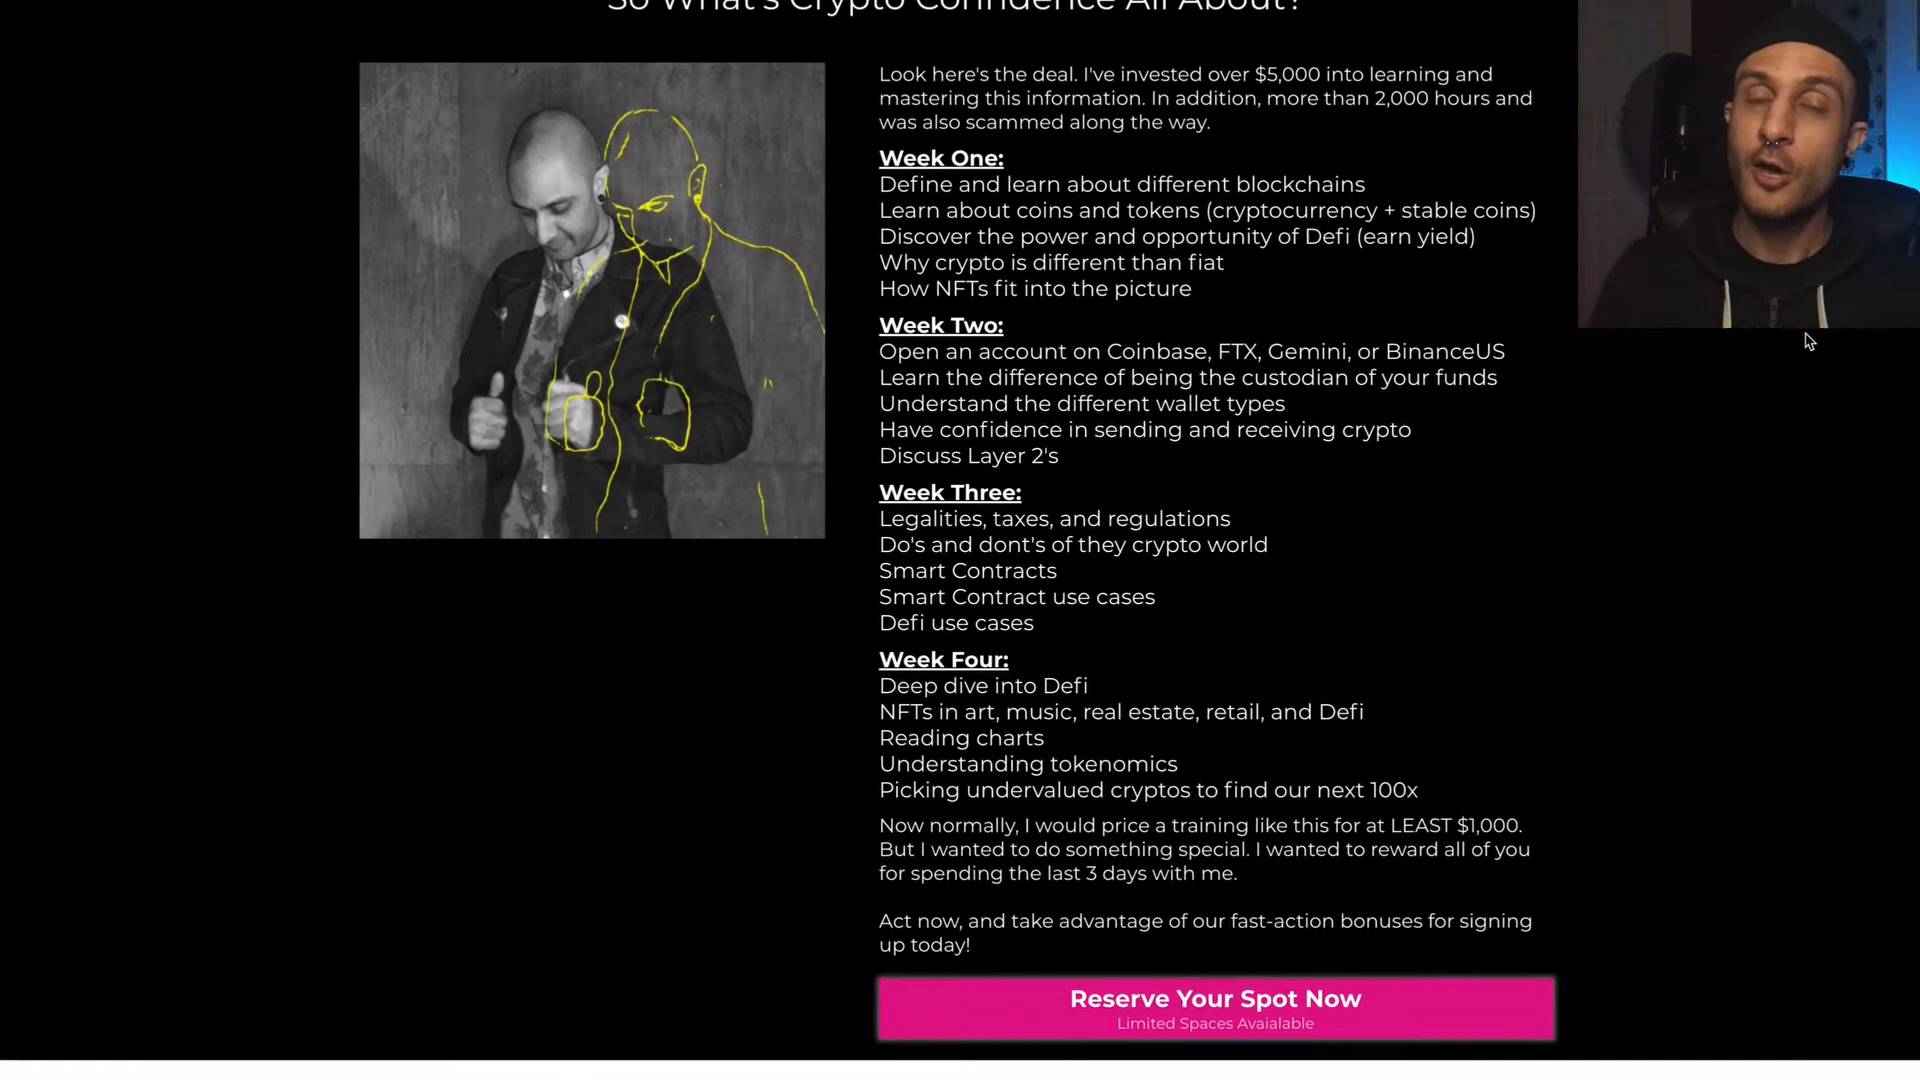 So What's Crypto Confidence All About?
Look here's the deal. I've invested over $5,000 into learning and
mastering this information. In addition, more than 2,000 hours and
was also scammed along the way.
Week One:
Define and learn about different blockchains
Learn about coins and tokens (cryptocurrency + stable coins)
Discover the power and opportunity of Defi (earn yield)
Why crypto is different than fiat
How NFTs fit into the picture
Week Two:
Open an account on Coinbase, FTX, Gemini, or BinanceUS
Learn the difference of being the custodian of your funds
Understand the different wallet types
Have confidence in sending and receiving crypto
Discuss Layer 2's
Week Three:
Legalities, taxes, and regulations
Do's and dont's of they crypto world
Smart Contracts
Smart Contract use cases
Defi use cases
Week Four:
Deep dive into Defi
NFTs in art, music, real estate, retail, and Defi
Reading charts
Understanding tokenomics
Picking undervalued cryptos to find our next 100x
Now normally, I would price a training like this for at LEAST $1,000.
But I wanted to do something special. I wanted to reward all of you
for spending the last 3 days with me.
Act now, and take advantage of our fast-action bonuses for signing
up today!
Reserve Your Spot Now
Limited Spaces Avaialable